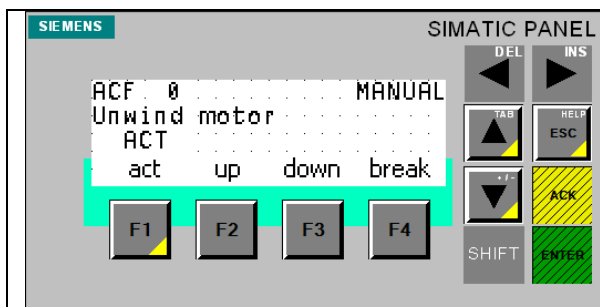 SIEMENS
SIMATIC PANEL
DEL
INS
ACF 0 MANUAL
Unwind motor
ACT
act up down break
TAB
HELP
ESC
+/-
ACK
F1 F2 F3 F4
SHIFT
ENTER